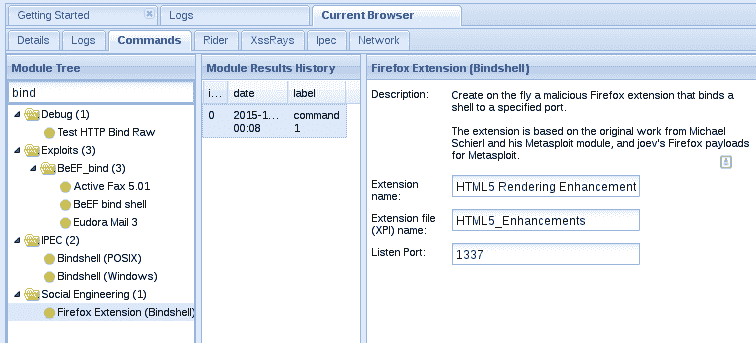 Getting Started
Logs
Current Browser
Details
Logs
Commands
Rider
XssRays
Ipec
Network
Module Tree
bind
Debug (1)
Test HTTP Bind Raw
Exploits (3)
BeEF_bind (3)
Active Fax 5.01
BeEF bind shell
Eudora Mail 3
IPEC (2)
Bindshell (POSIX)
Bindshell (Windows)
Social Engineering (1)
Firefox Extension (Bindshell)
Module Results History
i... date label
0 2015-1... command
00:08 1
Firefox Extension (Bindshell)
Description: Create on the fly a malicious Firefox extension that binds a
shell to a specified port.
The extension is based on the original work from Michael
Schierl and his Metasploit module, and joev's Firefox payloads
for Metasploit.
Extension
name: HTML5 Rendering Enhancement
Extension file
(XPI) name: HTML5_Enhancements
Listen Port: 1337